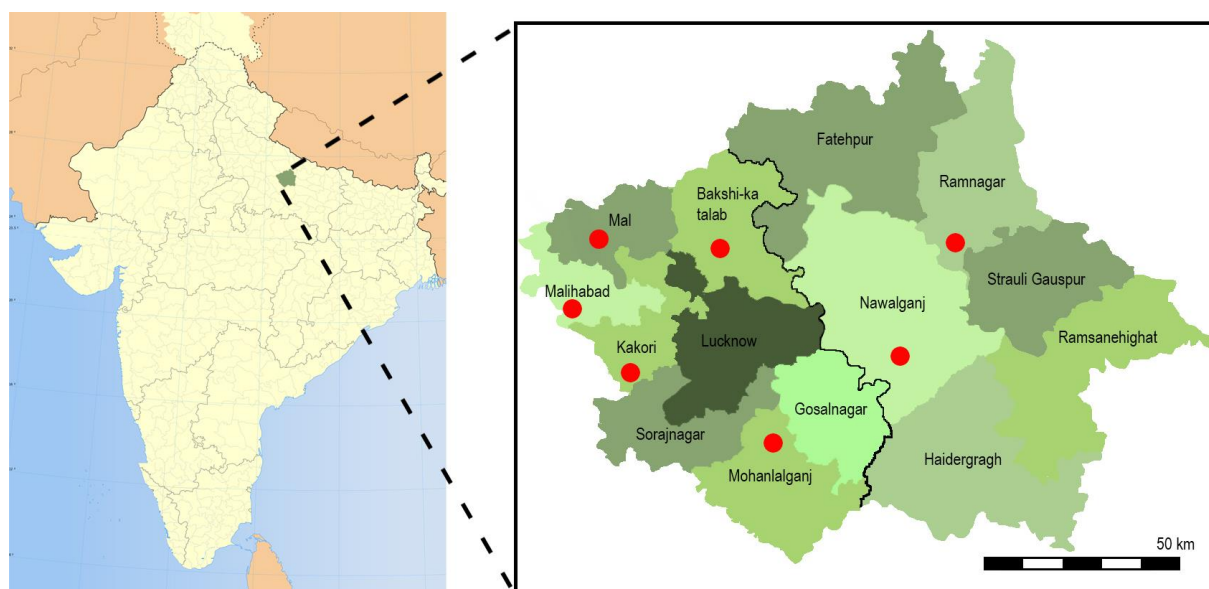 Fatehpur
Ramnagar
Bakshi-ka
talab
Mal
Strauli Gauspur
Malihabad
Nawalganj
Ramsanehighat
Kakori
Lucknow
Gosalnagar
Sorajnagar
Haidergragh
Mohanlalganj
50 km